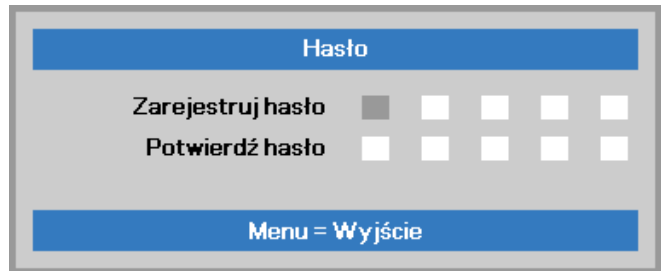 Hasło
Zarejestruj hasło
Potwierdź hasło
Menu = Wyjście